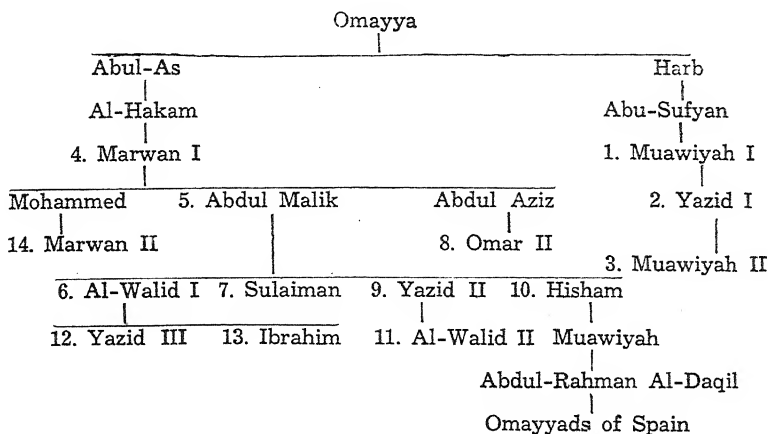 Omayya
Abul-As Harb
Al-Hakam Abu-Sufyan
4. Marwan I 1. Muawiyah I
Mohammed 5. Abdul Malik Abdul Aziz 2. Yazid I
14. Marwan II 8. Omar II
3. Muawiyah II
6. Al-Walid I 7. Sulaiman 9. Yazid II 10. Hisham
12. Yazid III 13. Ibrahim 11. Al-Walid II Muawiyah
Abdul-Rahman Al-Daqil
Omayyads of Spain